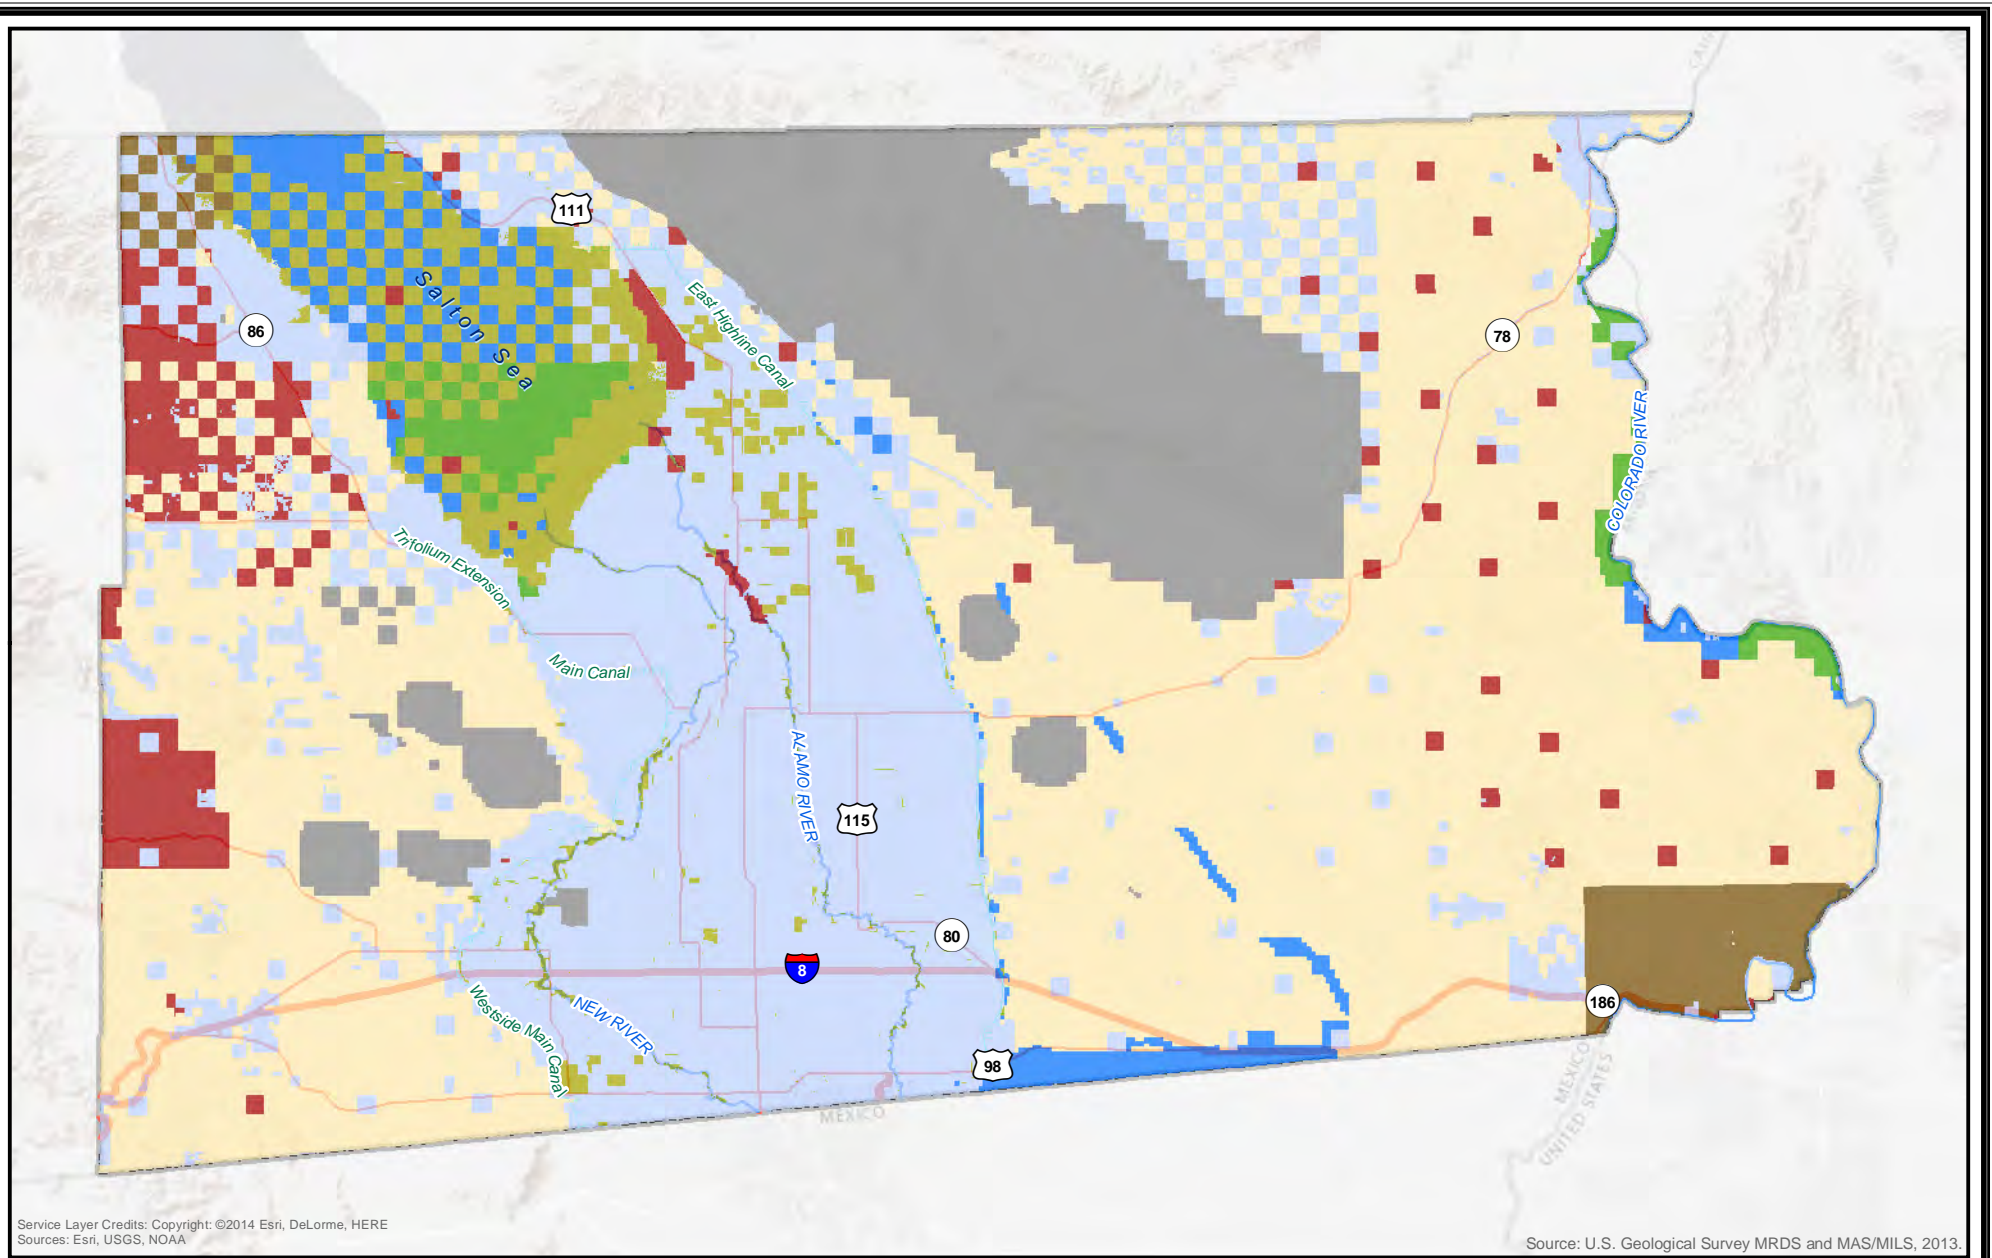 111
Salton Sea
East Highline Canal
86
78
COLORADO RIVER
Trifolium Extension
Main Canal
ALAMO RIVER
115
80
8
186
Westside Main Canal
NEW RIVER
98
MEXICO
MEXICO
UNITED STATES
Service Layer Credits: Copyright: ©2014 Esri, DeLorme, HERE
Sources: Esri, USGS, NOAA
Source: U.S. Geological Survey MRDS and MAS/MILS, 2013.